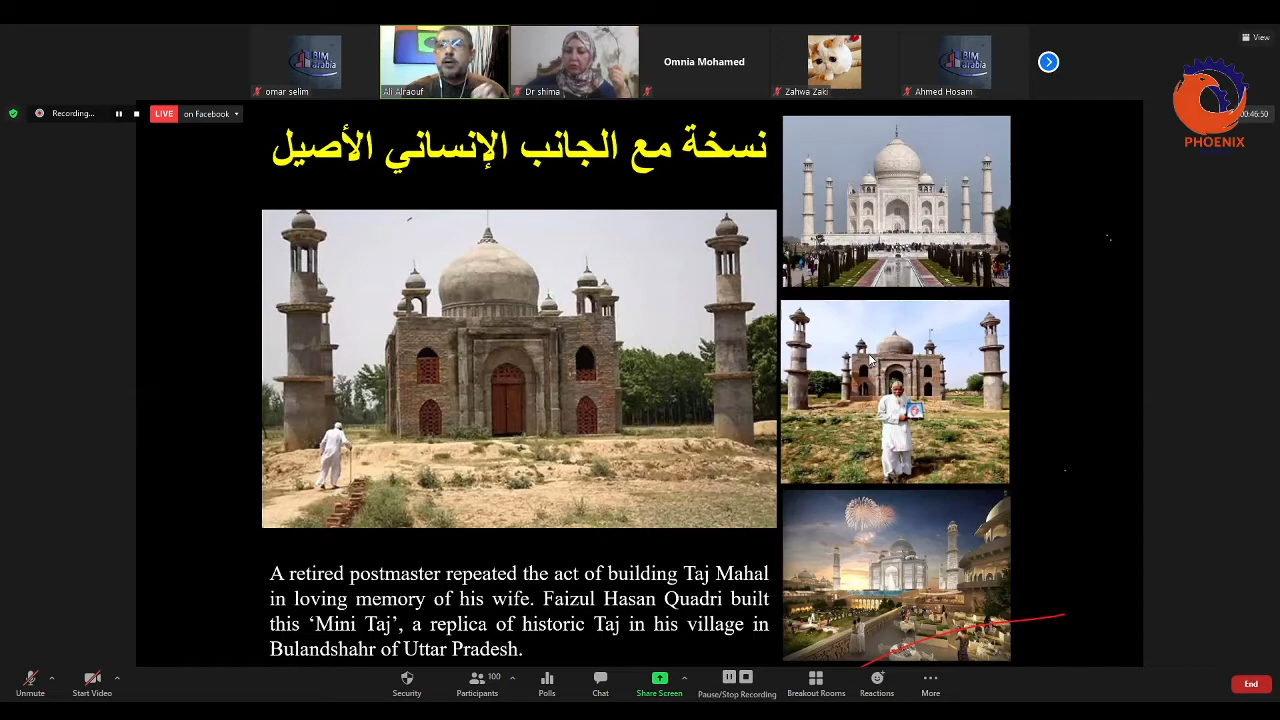 View
BIM
arabia
omar selim
Ali Alraouf
Dr shima
Omnia Mohamed
Zahwa Zaki
BIM
arabia
Ahmed Hosam
PHOENIX
Recording...
LIVE
on Facebook
00:46:50
نسخة مع الجانب الإنساني الأصيل
A retired postmaster repeated the act of building Taj Mahal
in loving memory of his wife. Faizul Hasan Quadri built
this ‘Mini Taj’, a replica of historic Taj in his village in
Bulandshahr of Uttar Pradesh.
Unmute
Start Video
Security
Participants
100
Polls
Chat
Share Screen
Pause/Stop Recording
Breakout Rooms
Reactions
More
End